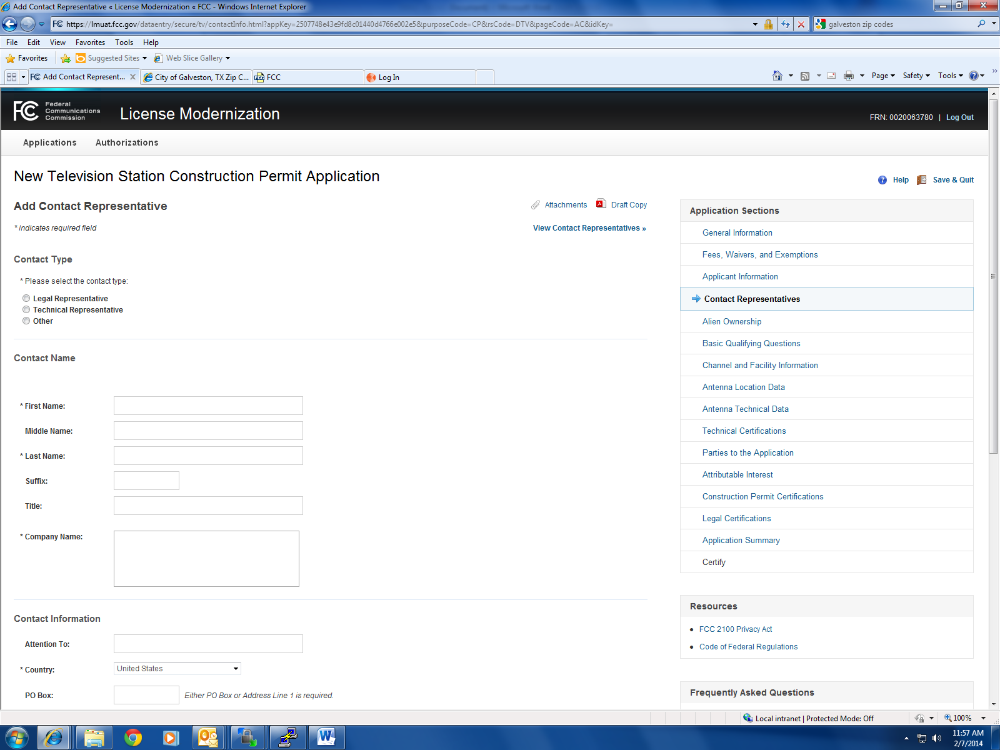 Add Contact Representative « License Modernization « FCC - Windows Internet Explorer
https://lmuat.fcc.gov/dataentry/secure/tv/contactInfo.html?appKey=2507748e43e9fd8c01440d4766e002e5&purposeCode=CP&rsCode=DTV&pageCode=AC&idKey=
galveston zip codes
File Edit View Favorites Tools Help
Favorites Suggested Sites Web Slice Gallery
FC Add Contact Represent... City of Galveston, TX Zip C... FCC Log In Page Safety Tools
FC Federal Communications Commission
License Modernization
FRN: 0020063780 | Log Out
Applications Authorizations
New Television Station Construction Permit Application
Help Save & Quit
Add Contact Representative
Attachments Draft Copy
* indicates required field
View Contact Representatives »
Contact Type
* Please select the contact type:
Legal Representative
Technical Representative
Other
Contact Name
* First Name:
Middle Name:
* Last Name:
Suffix:
Title:
* Company Name:
Contact Information
Attention To:
* Country: United States
PO Box: Either PO Box or Address Line 1 is required.
Application Sections
General Information
Fees, Waivers, and Exemptions
Applicant Information
Contact Representatives
Alien Ownership
Basic Qualifying Questions
Channel and Facility Information
Antenna Location Data
Antenna Technical Data
Technical Certifications
Parties to the Application
Attributable Interest
Construction Permit Certifications
Legal Certifications
Application Summary
Certify
Resources
• FCC 2100 Privacy Act
• Code of Federal Regulations
Frequently Asked Questions
Local intranet | Protected Mode: Off 100%
11:57 AM
2/7/2014